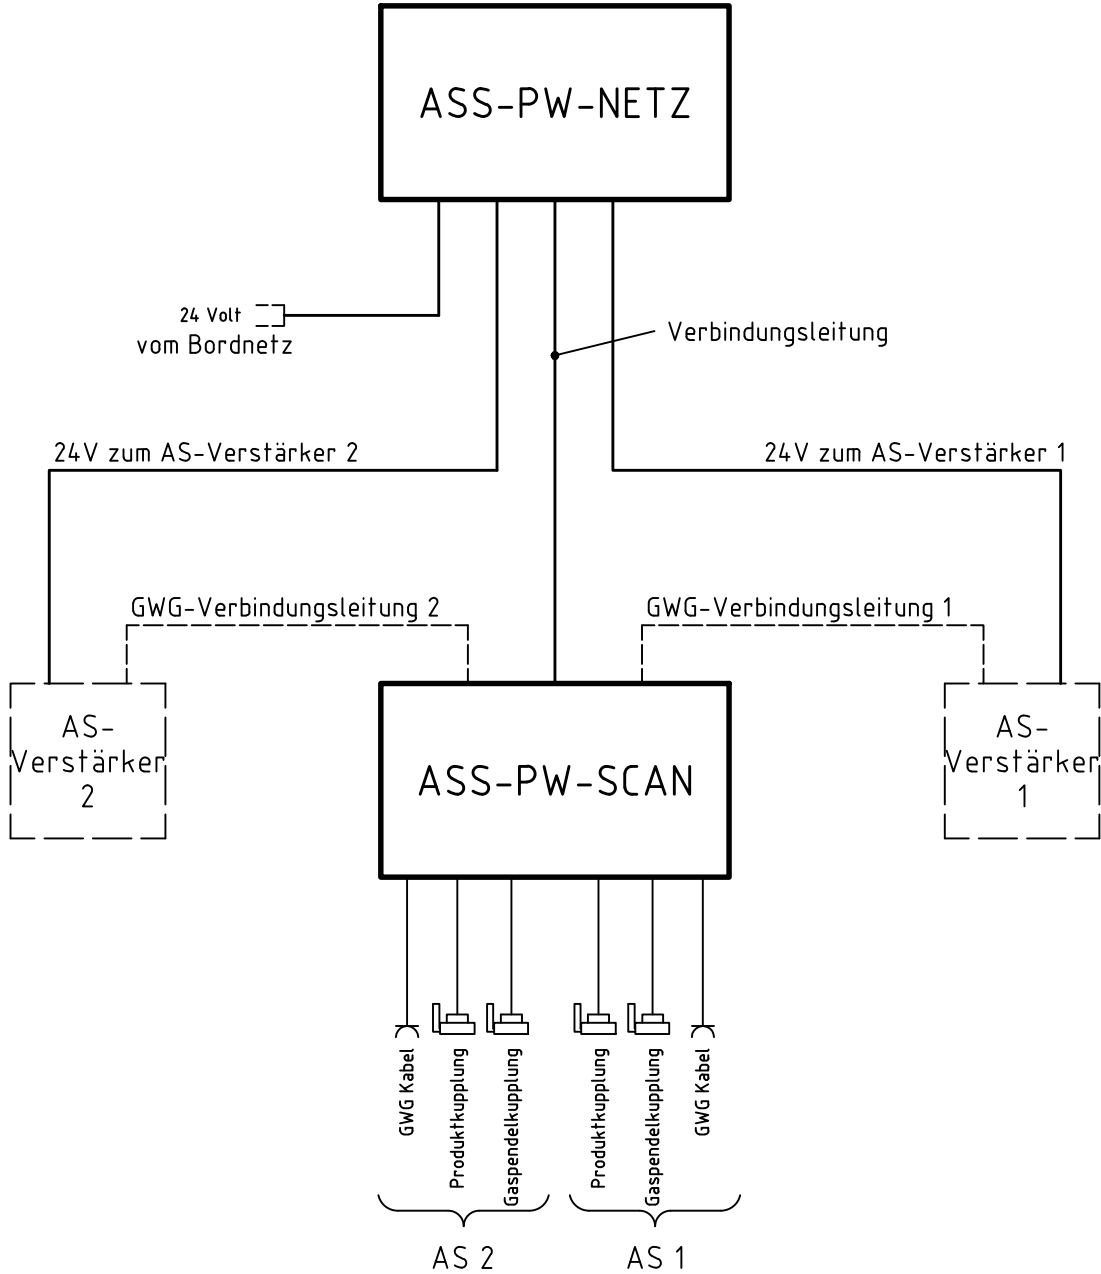 ASS-PW-NETZ
24 Volt
vom Bordnetz
Verbindungsleitung
24V zum AS-Verstärker 2
24V zum AS-Verstärker 1
GWG-Verbindungsleitung 2
GWG-Verbindungsleitung 1
AS-
Verstärker
2
ASS-PW-SCAN
AS-
Verstärker
1
GWG Kabel
Produktkupplung
Gaspendelkupplung
Produktkupplung
Gaspendelkupplung
GWG Kabel
AS 2
AS 1